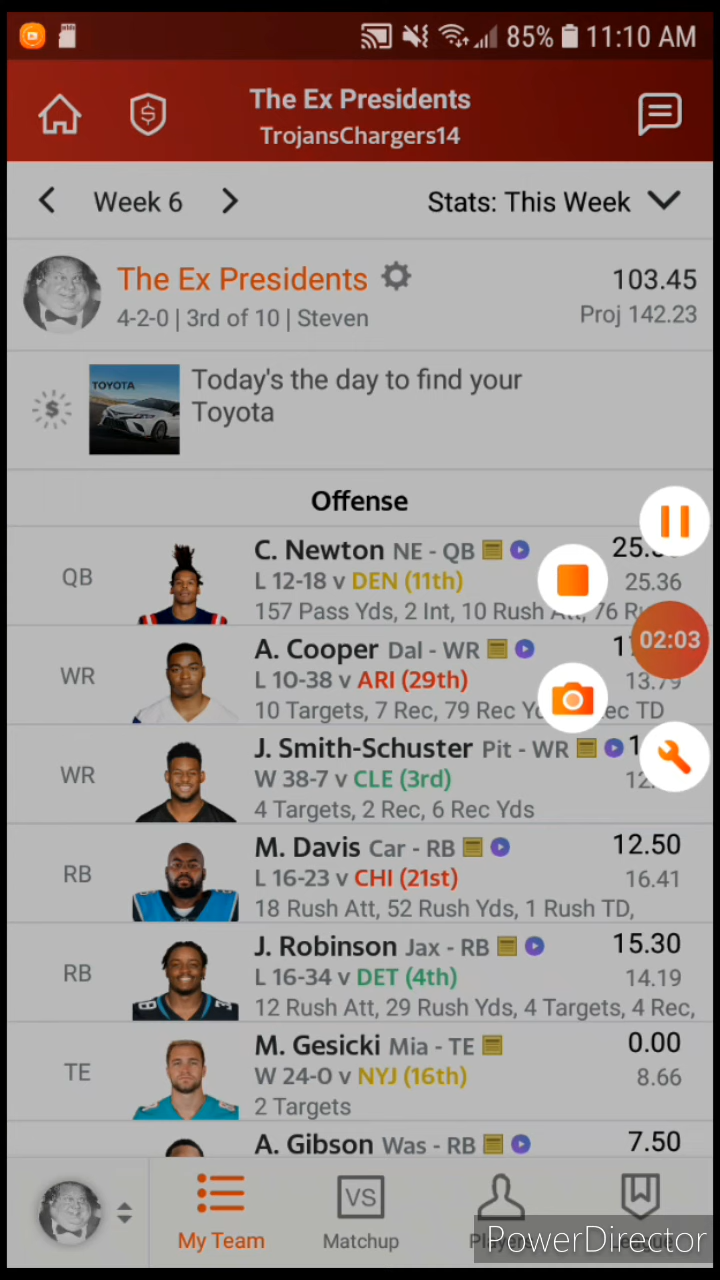 85% 11:10 AM
The Ex Presidents
TrojansChargers14
Week 6
Stats: This Week
The Ex Presidents
103.45
4-2-0 | 3rd of 10 | Steven
Proj 142.23
TOYOTA
Today's the day to find your
Toyota
Offense
QB
C. Newton NE - QB
L 12-18 v DEN (11th)
25.36
157 Pass Yds, 2 Int, 10 Rush Att, 76 Ru
02:03
WR
A. Cooper Dal - WR
L 10-38 v ARI (29th)
13.79
10 Targets, 7 Rec, 79 Rec Yds, Rec TD
WR
J. Smith-Schuster Pit - WR
W 38-7 v CLE (3rd)
4 Targets, 2 Rec, 6 Rec Yds
RB
M. Davis Car - RB
12.50
L 16-23 v CHI (21st)
16.41
18 Rush Att, 52 Rush Yds, 1 Rush TD,
RB
J. Robinson Jax - RB
15.30
L 16-34 v DET (4th)
14.19
12 Rush Att, 29 Rush Yds, 4 Targets, 4 Rec,
TE
M. Gesicki Mia - TE
0.00
W 24-0 v NYJ (16th)
8.66
2 Targets
A. Gibson Was - RB
7.50
My Team
VS
Matchup
Players
PowerDirector